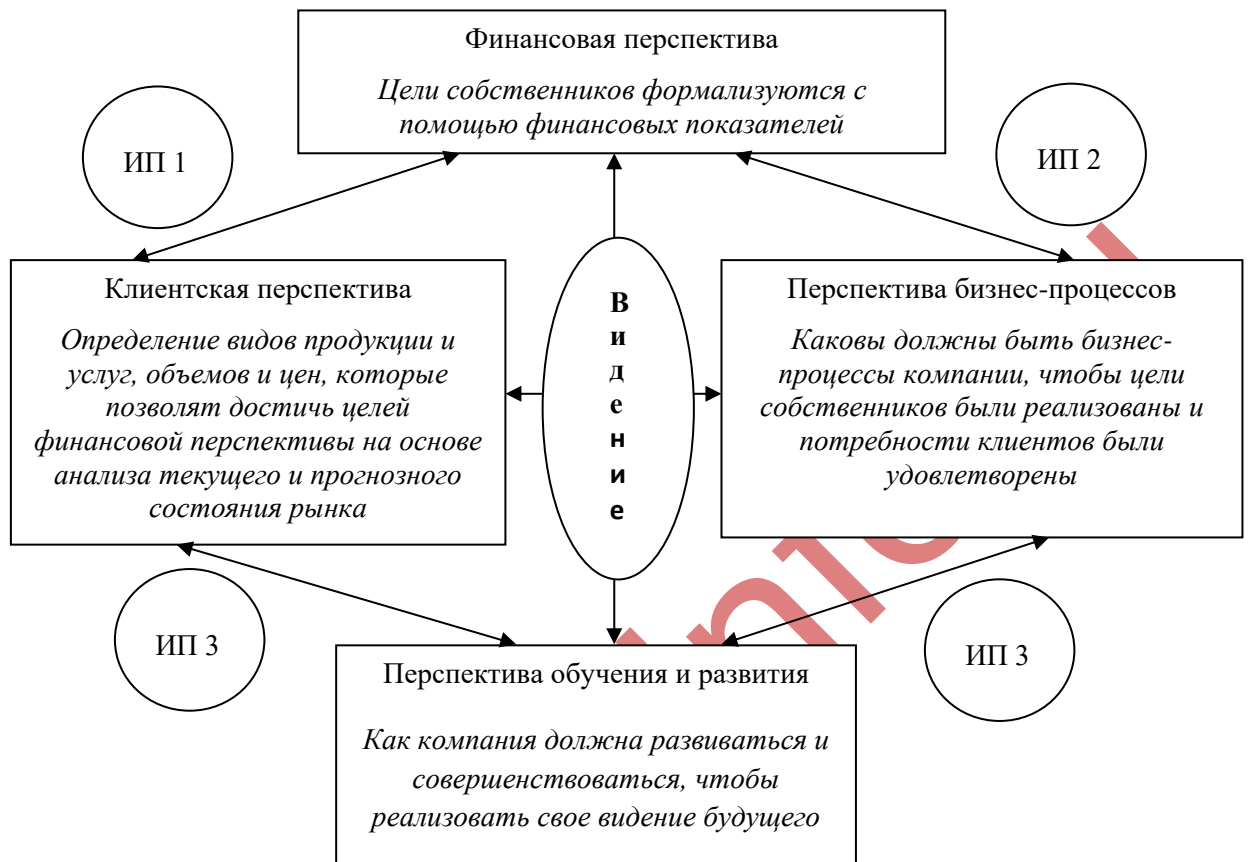 Финансовая перспектива
Цели собственников формализуются с
помощью финансовых показателей
ИП 1
ИП 2
Клиентская перспектива
Определение видов продукции и
услуг, объемов и цен, которые
позволят достичь целей
финансовой перспективы на основе
анализа текущего и прогнозного
состояния рынка
В
и
д
е
н
и
е
Перспектива бизнес-процессов
Каковы должны быть бизнес-
процессы компании, чтобы цели
собственников были реализованы и
потребности клиентов были
удовлетворены
ИП 3
ИП 3
Перспектива обучения и развития
Как компания должна развиваться и
совершенствоваться, чтобы
реализовать свое видение будущего